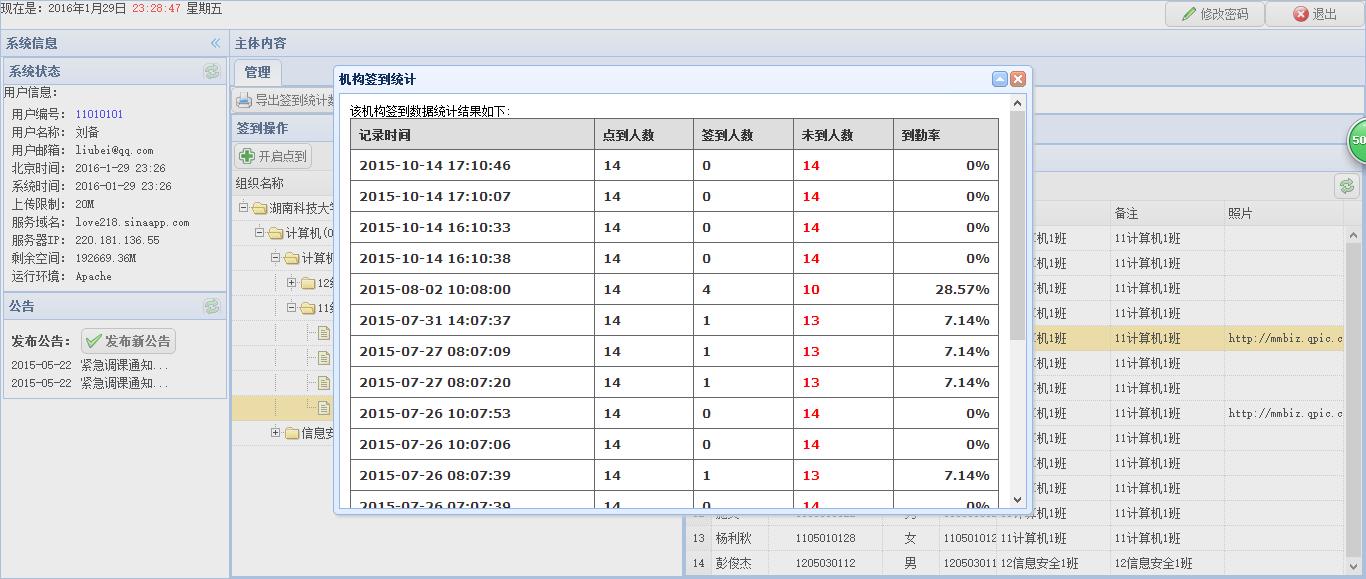 现在是: 2016年1月29日 23:28:47 星期五
修改密码
退出
系统信息
系统状态
用户信息:
用户编号: 11010101
用户名称: 刘备
用户邮箱: liubei@qq.com
北京时间: 2016-1-29 23:26
系统时间: 2016-01-29 23:26
上传限制: 20M
服务域名: love218.sinaapp.com
服务器IP: 220.181.136.55
剩余空间: 192669.36M
运行环境: Apache
公告
发布公告: 发布新公告
2015-05-22 '紧急调课通知...
2015-05-22 '紧急调课通知...
主体内容
管理
导出签到统计
签到操作
开启点到
组织名称
湖南科技大
计算机(0
计算机
12
11
信息安
机构签到统计
该机构签到数据统计结果如下:
记录时间 点到人数 签到人数 未到人数 到勤率
2015-10-14 17:10:46 14 0 14 0%
2015-10-14 17:10:07 14 0 14 0%
2015-10-14 16:10:33 14 0 14 0%
2015-10-14 16:10:38 14 0 14 0%
2015-08-02 10:08:00 14 4 10 28.57%
2015-07-31 14:07:37 14 1 13 7.14%
2015-07-27 08:07:09 14 1 13 7.14%
2015-07-27 08:07:20 14 1 13 7.14%
2015-07-26 10:07:53 14 0 14 0%
2015-07-26 10:07:06 14 0 14 0%
2015-07-26 08:07:39 14 1 13 7.14%
2015-07-26 07:07:39 14 0 14 0%
50
备注 照片
机1班 11计算机1班
机1班 11计算机1班
机1班 11计算机1班
机1班 11计算机1班
机1班 11计算机1班 http://mmbiz.qpic.c
机1班 11计算机1班
机1班 11计算机1班
机1班 11计算机1班 http://mmbiz.qpic.c
机1班 11计算机1班
机1班 11计算机1班
机1班 11计算机1班
11计算机1班 11计算机1班
13 杨利秋 1105010128 女 110501012 11计算机1班 11计算机1班
14 彭俊杰 1205030112 男 120503011 12信息安全1班 12信息安全1班